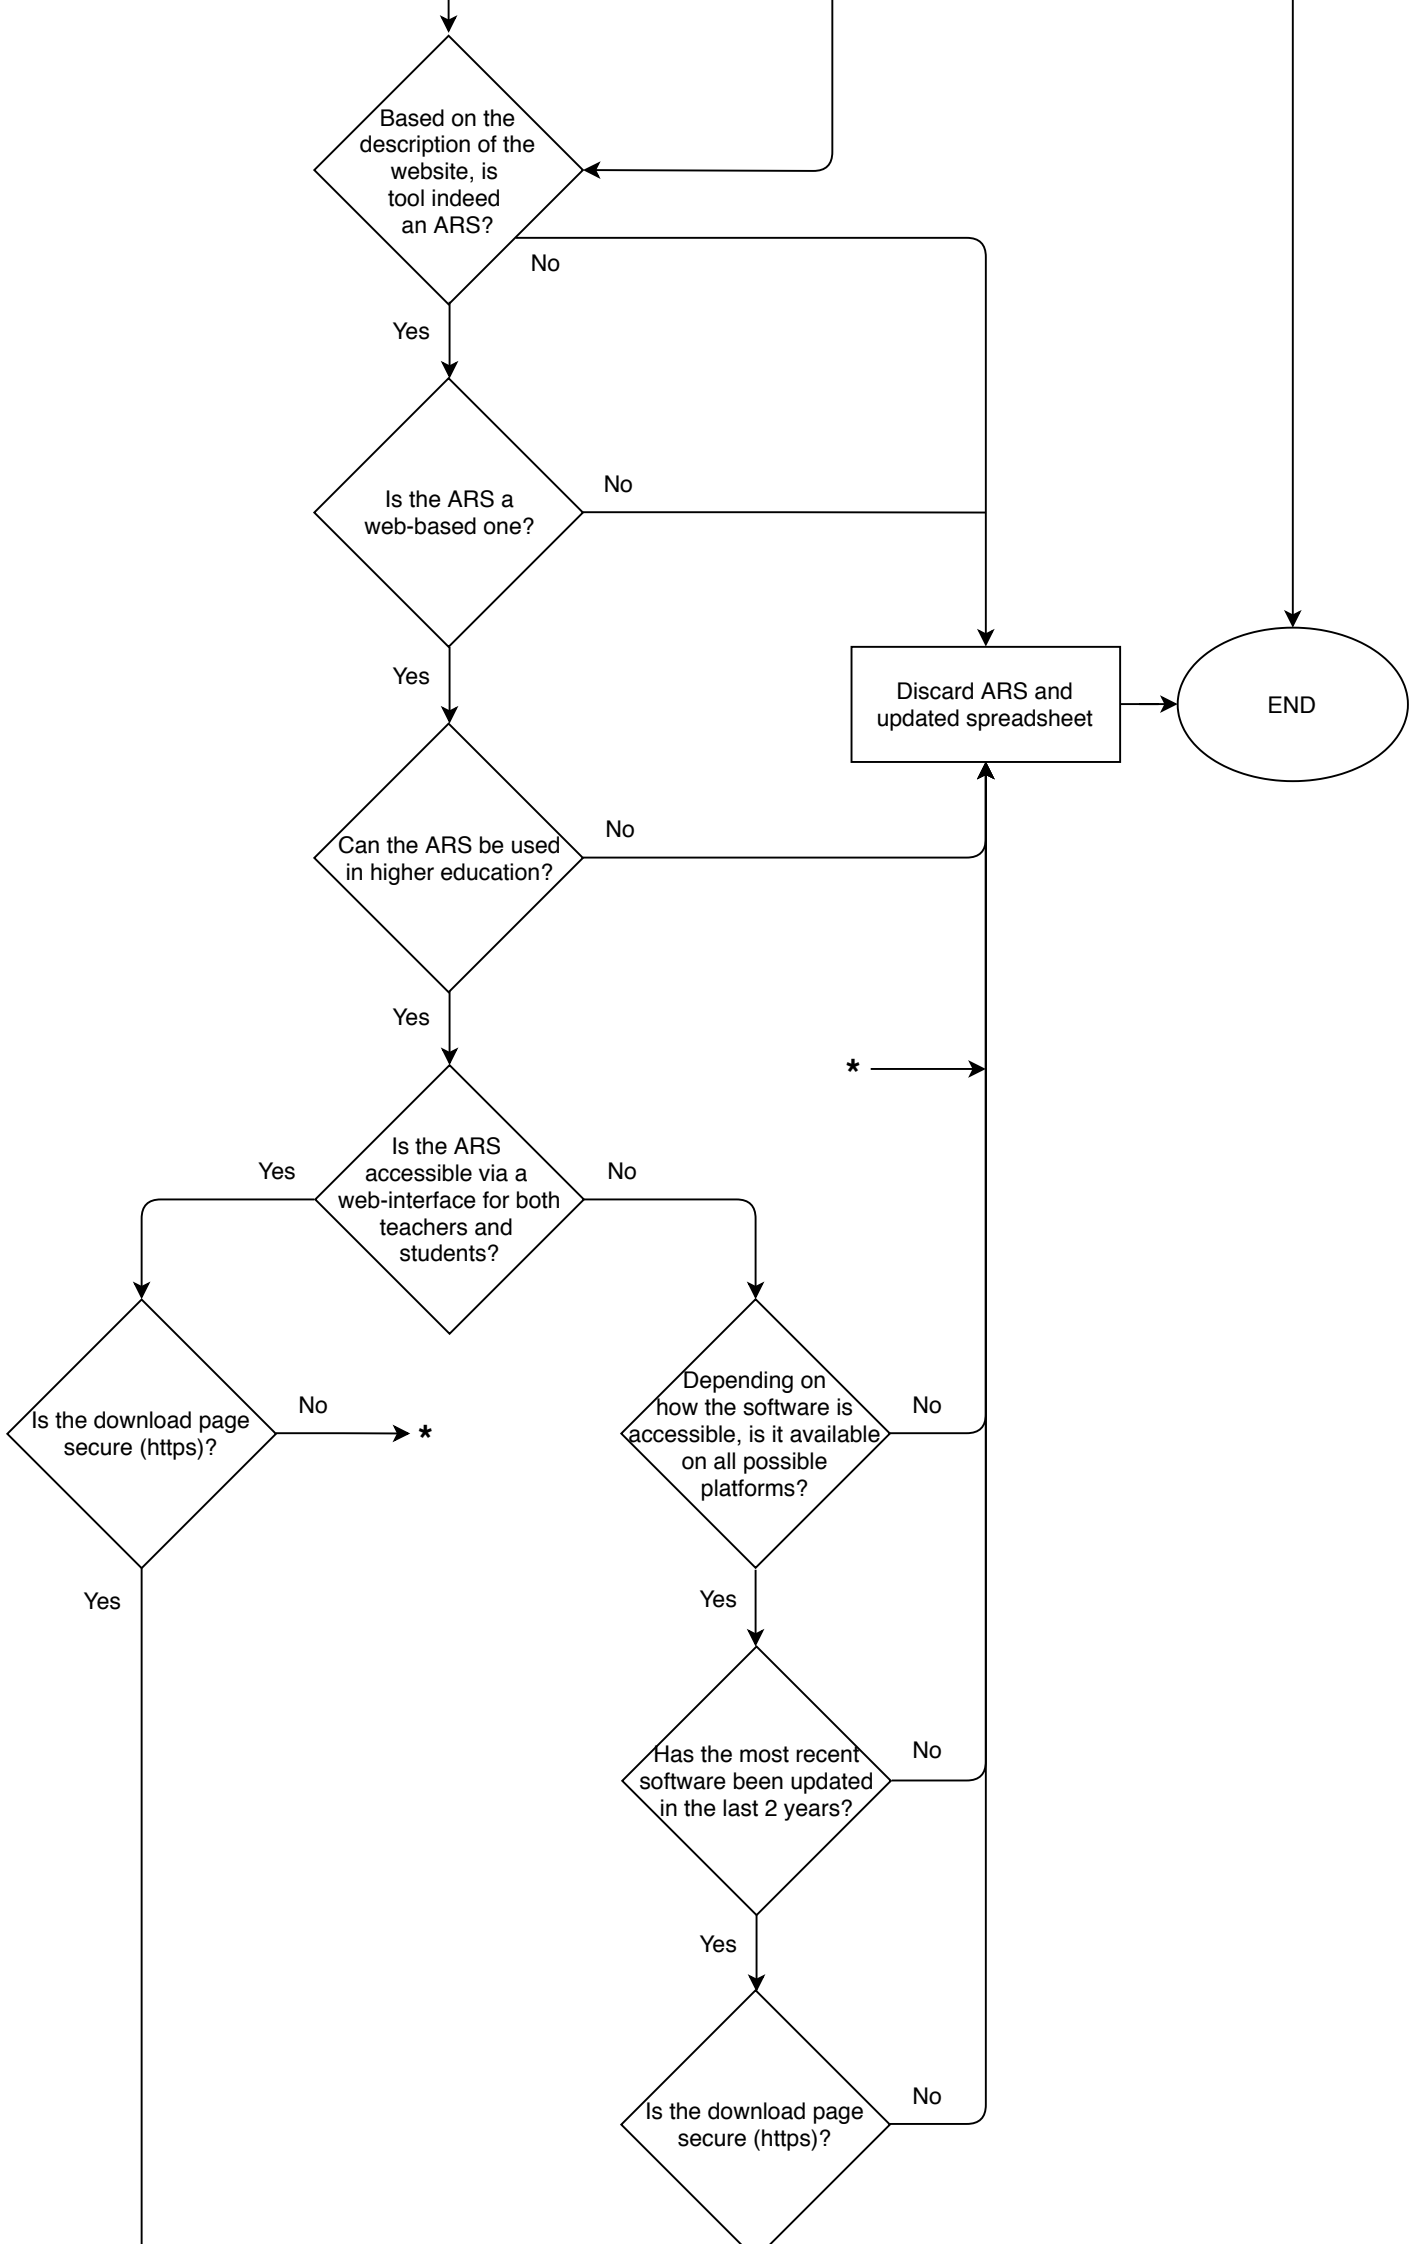 Based on the
description of the
website, is
tool indeed
an ARS?
No
Yes
Is the ARS a
web-based one?
No
Yes
Discard ARS and
updated spreadsheet
END
Can the ARS be used
in higher education?
No
Yes
*
Is the ARS
accessible via a
web-interface for both
teachers and
students?
Yes
No
Is the download page
secure (https)?
No
*
Yes
Depending on
how the software is
accessible, is it available
on all possible
platforms?
No
Yes
Has the most recent
software been updated
in the last 2 years?
No
Yes
Is the download page
secure (https)?
No